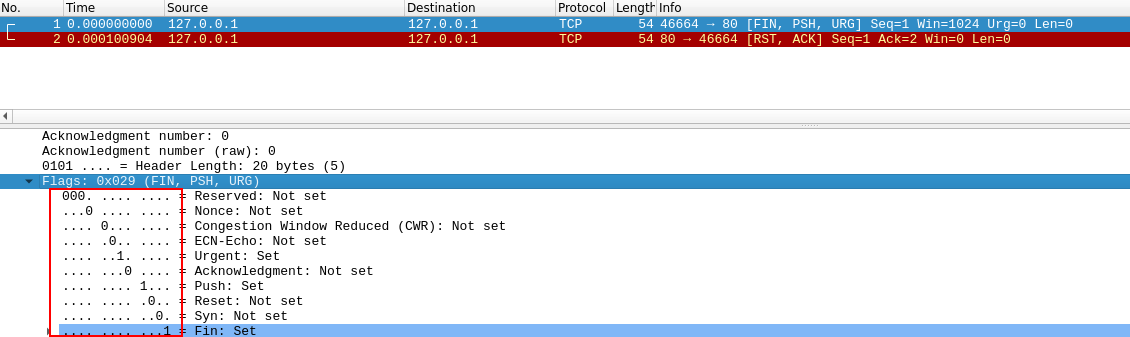 No. Time Source Destination Protocol Length Info
1 0.000000000 127.0.0.1 127.0.0.1 TCP 54 46664 → 80 [FIN, PSH, URG] Seq=1 Win=1024 Urg=0 Len=0
2 0.000100904 127.0.0.1 127.0.0.1 TCP 54 80 → 46664 [RST, ACK] Seq=1 Ack=2 Win=0 Len=0
Acknowledgment number: 0
Acknowledgment number (raw): 0
0101 .... = Header Length: 20 bytes (5)
Flags: 0x029 (FIN, PSH, URG)
000. .... .... = Reserved: Not set
...0 .... .... = Nonce: Not set
.... 0... .... = Congestion Window Reduced (CWR): Not set
.... .0.. .... = ECN-Echo: Not set
.... ..1. .... = Urgent: Set
.... ...0 .... = Acknowledgment: Not set
.... .... 1... = Push: Set
.... .... .0.. = Reset: Not set
.... .... ..0. = Syn: Not set
.... .... ...1 = Fin: Set